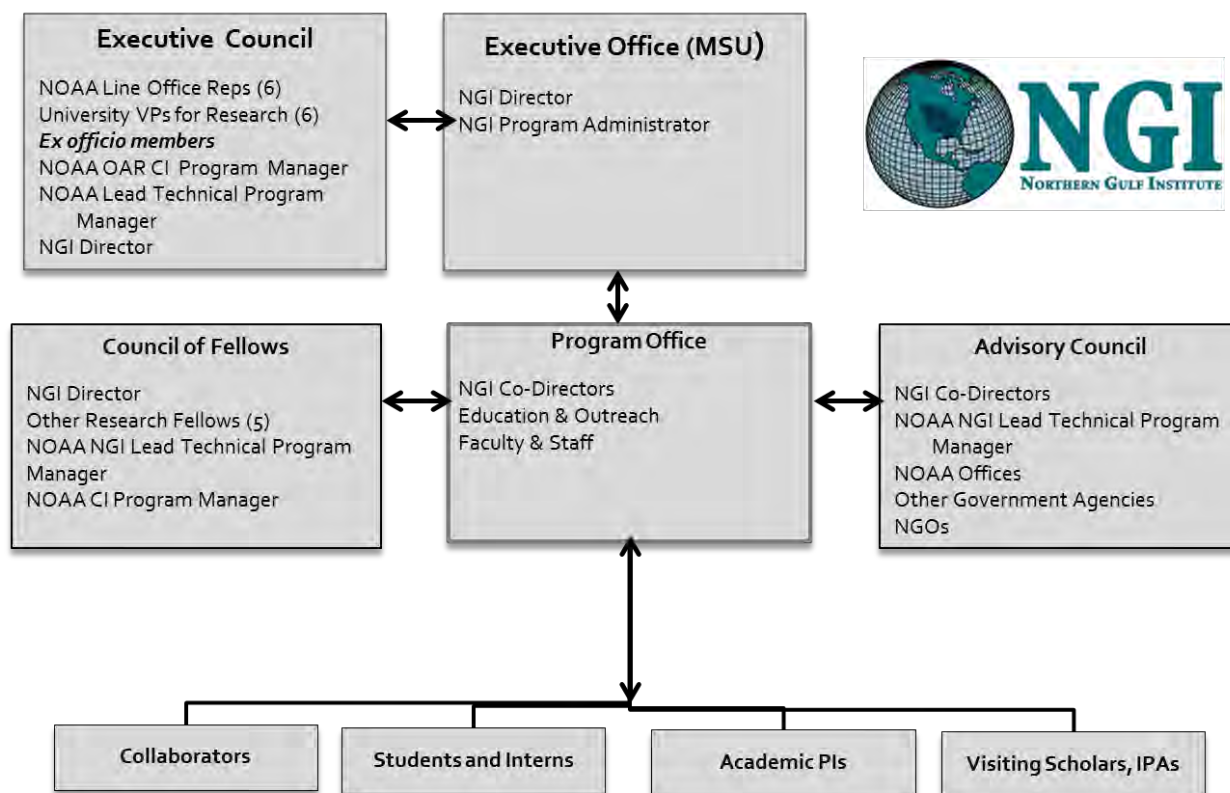 Executive Council
NOAA Line Office Reps (6)
University VPs for Research (6)
Ex officio members
NOAA OAR CI Program Manager
NOAA Lead Technical Program
Manager
NGI Director
Executive Office (MSU)
NGI Director
NGI Program Administrator
NGI
NORTHERN GULF INSTITUTE
Council of Fellows
NGI Director
Other Research Fellows (5)
NOAA NGI Lead Technical Program
Manager
NOAA CI Program Manager
Program Office
NGI Co-Directors
Education & Outreach
Faculty & Staff
Advisory Council
NGI Co-Directors
NOAA NGI Lead Technical Program
Manager
NOAA Offices
Other Government Agencies
NGOs
Collaborators
Students and Interns
Academic PIs
Visiting Scholars, IPAs